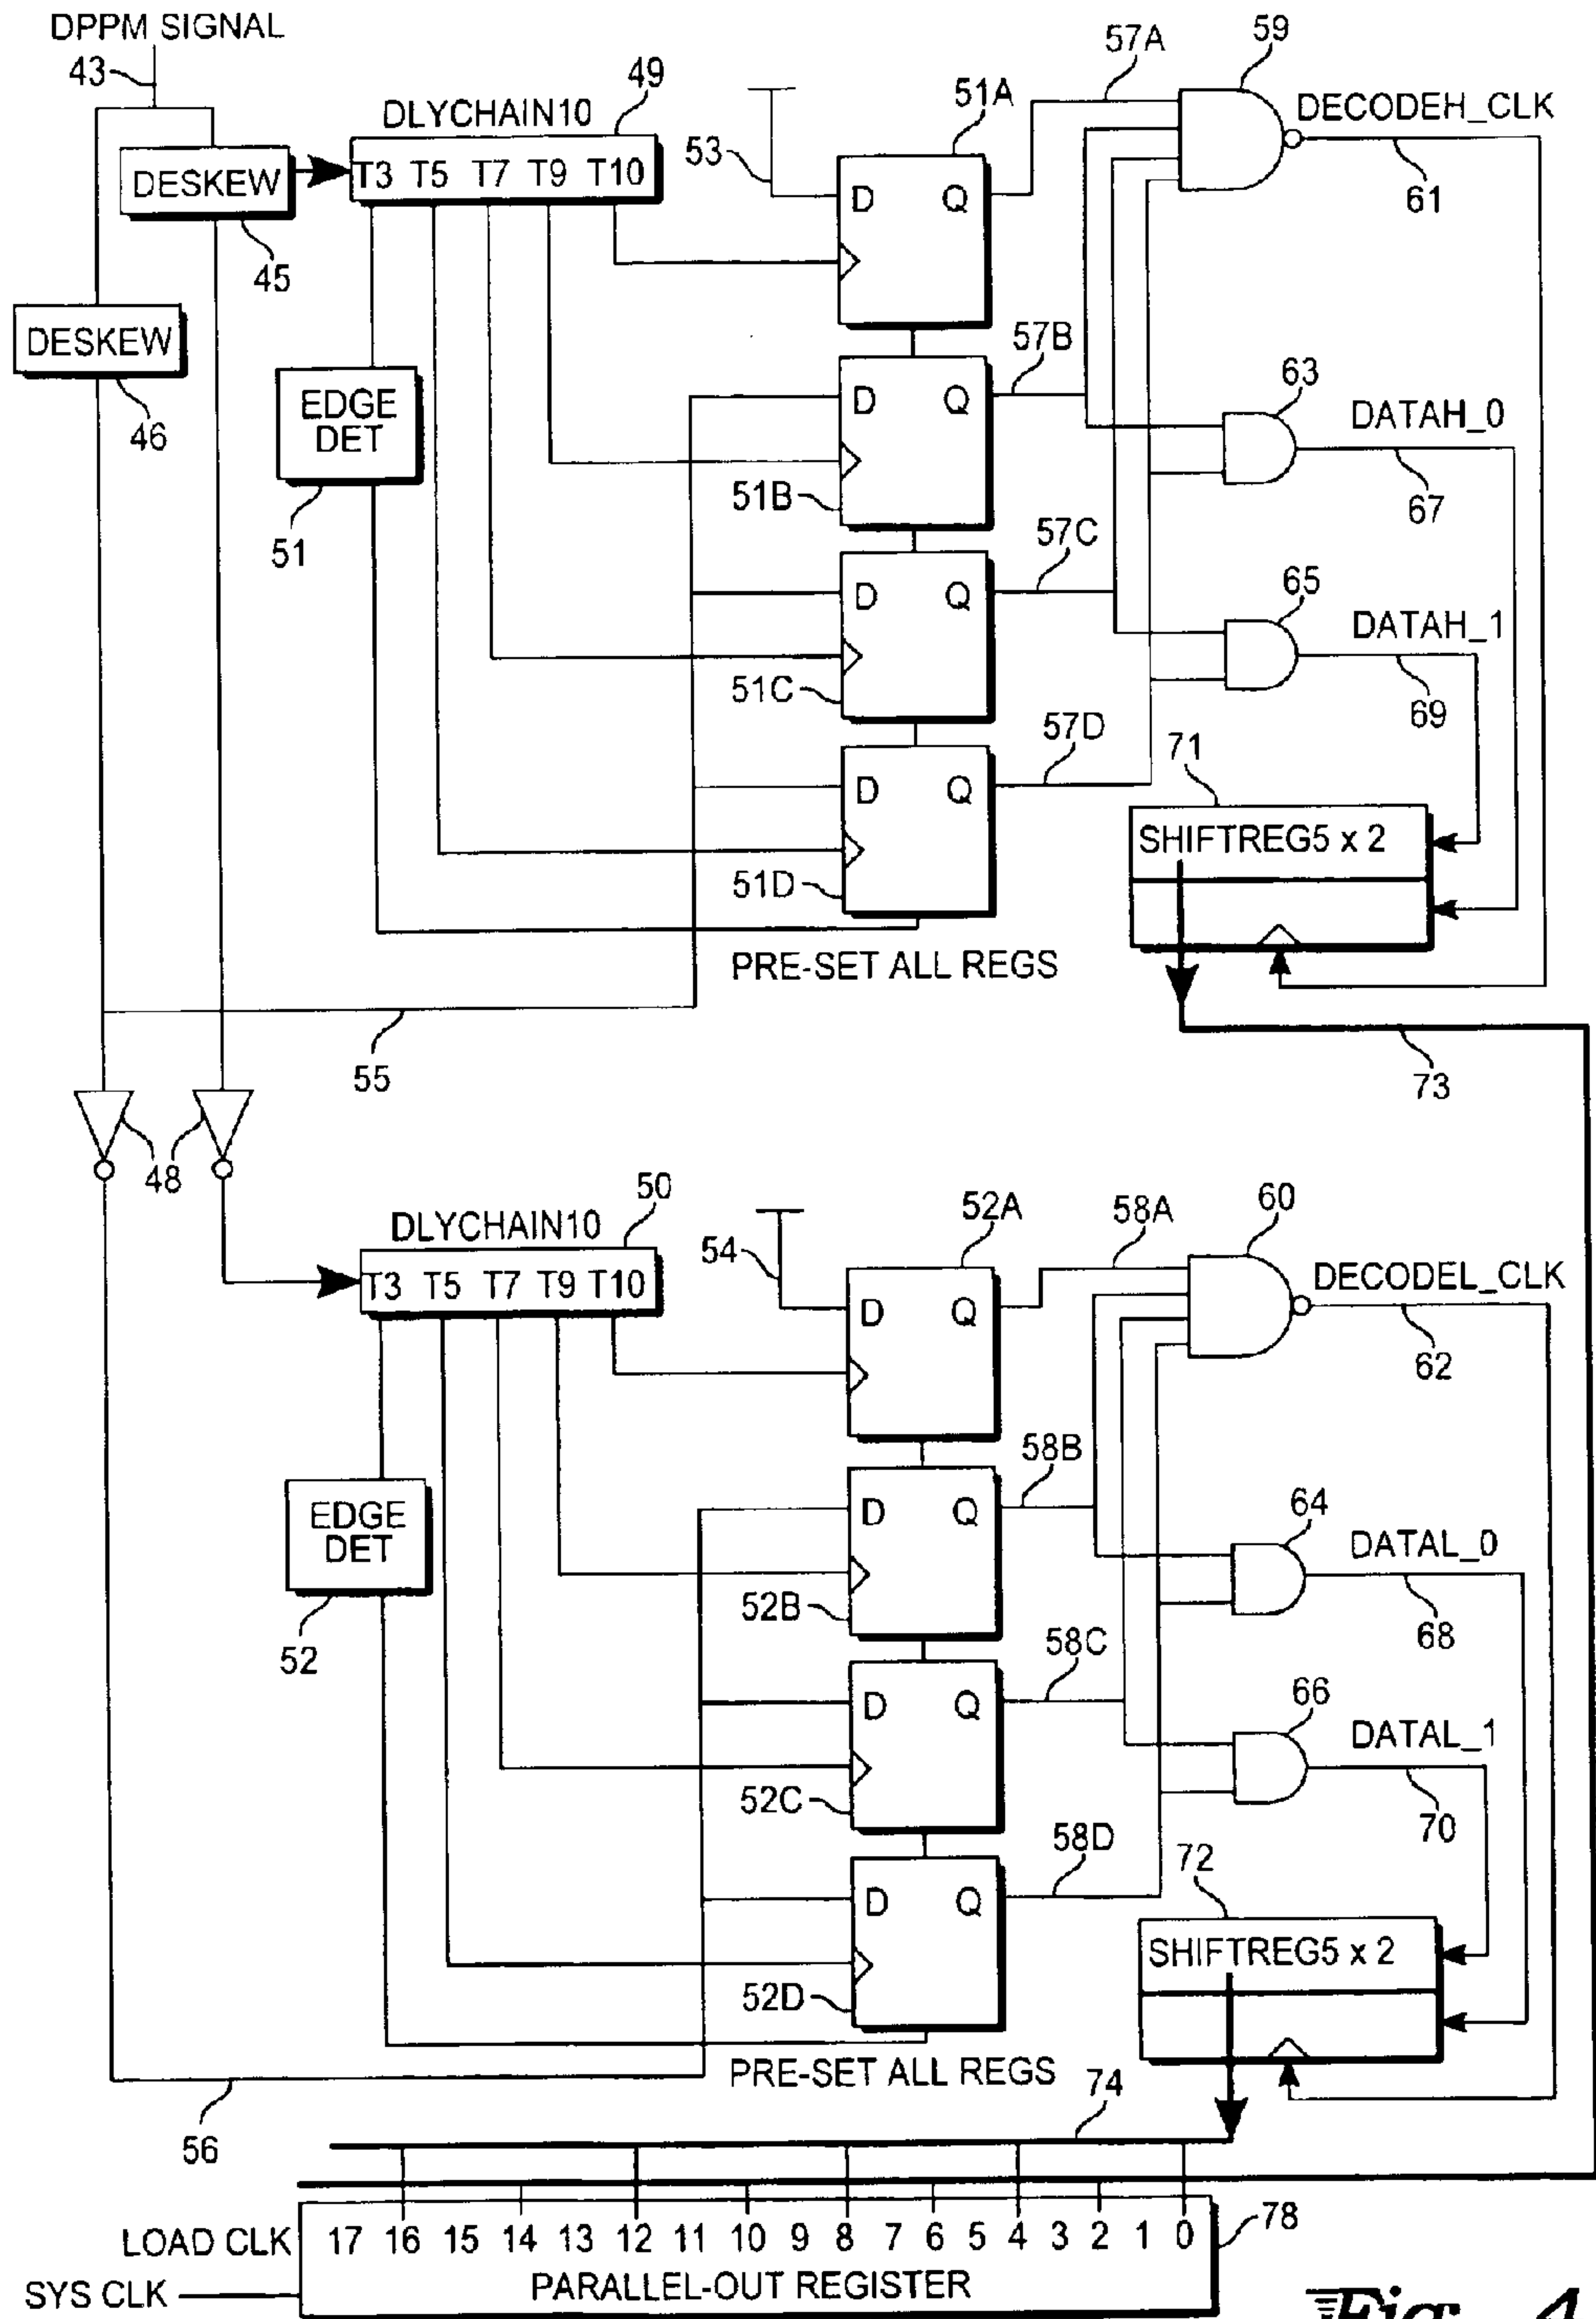 DPPM SIGNAL
43
DLYCHAIN10
49
T3 T5 T7 T9 T10
DESKEW
45
DESKEW
46
EDGE
DET
51
53
51A
D Q
57A
59
DECODEH_CLK
61
57B
D Q
51B
63
DATAH_0
67
57C
D Q
51C
65
DATAH_1
69
57D
D Q
51D
71
SHIFTREG5 x 2
PRE-SET ALL REGS
55
73
48
DLYCHAIN10
50
T3 T5 T7 T9 T10
EDGE
DET
52
54
52A
D Q
58A
60
DECODEL_CLK
62
58B
D Q
52B
64
DATAL_0
68
58C
D Q
52C
66
DATAL_1
70
58D
D Q
52D
72
SHIFTREG5 x 2
PRE-SET ALL REGS
74
56
LOAD CLK 17 16 15 14 13 12 11 10 9 8 7 6 5 4 3 2 1 0
78
SYS CLK
PARALLEL-OUT REGISTER
Fig. 4